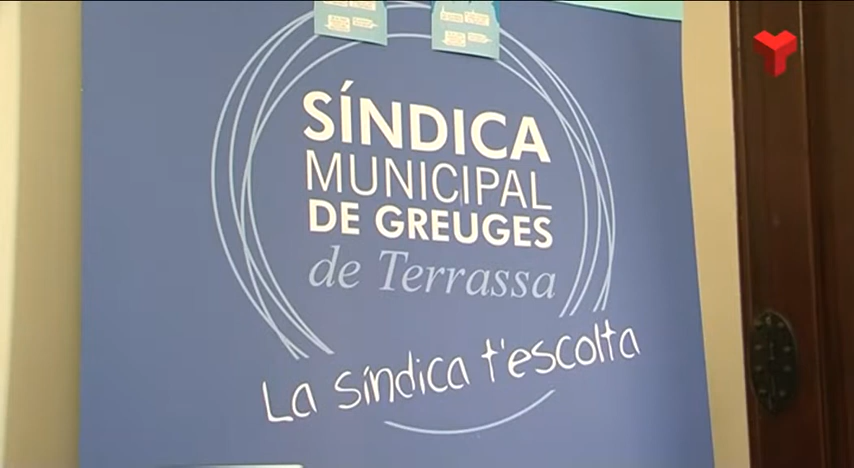 SÍNDICA
MUNICIPAL
DE GREUGES
de Terrassa
La síndica t'escolta